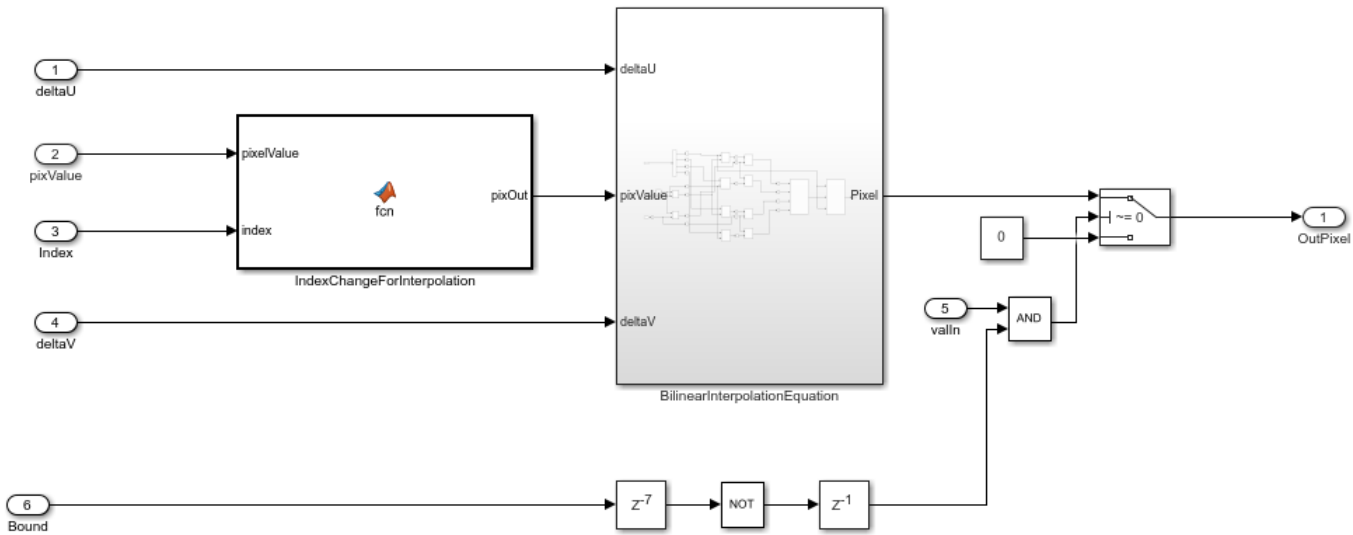 1
deltaU
deltaU
2
pixValue
pixelValue
fcn
pixOut
pixValue
Pixel
3
Index
index
IndexChangeForInterpolation
~= 0
0
1
OutPixel
4
deltaV
deltaV
5
valIn
AND
BilinearInterpolationEquation
6
Bound
Z-7
NOT
Z-1